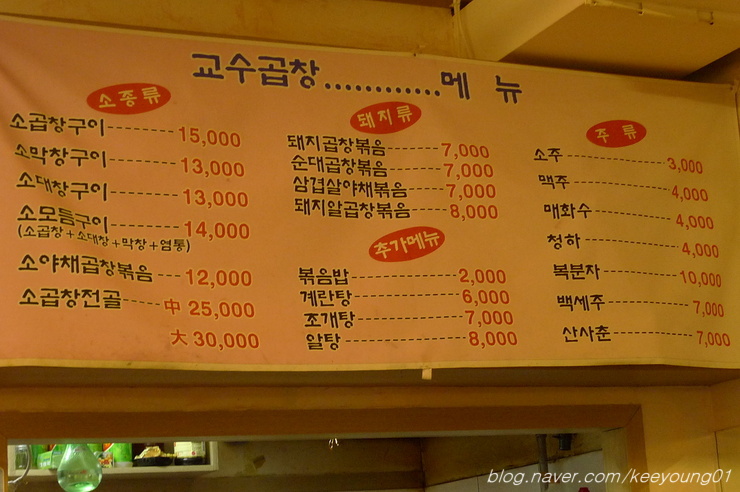 교수곱창............메 뉴
소종류
소곱창구이-------- 15,000
소막창구이---------- 13,000
소대창구이---------- 13,000
소모듬구이---------- 14,000
(소곱창+소대창+막창+염통)
소야채곱창볶음----- 12,000
소곱창전골------ 中 25,000
大 30,000
돼지류
돼지곱창볶음-------- 7,000
순대곱창볶음-------- 7,000
삼겹살야채볶음----- 7,000
돼지알곱창볶음----- 8,000
추가메뉴
볶음밥--------------- 2,000
계란탕--------------- 6,000
조개탕--------------- 7,000
알탕----------------- 8,000
주 류
소주-------------- 3,000
맥주-------------- 4,000
매화수------------ 4,000
청하-------------- 4,000
복분자----------- 10,000
백세주------------ 7,000
산사춘------------ 7,000
blog.naver.com/keeyoung01